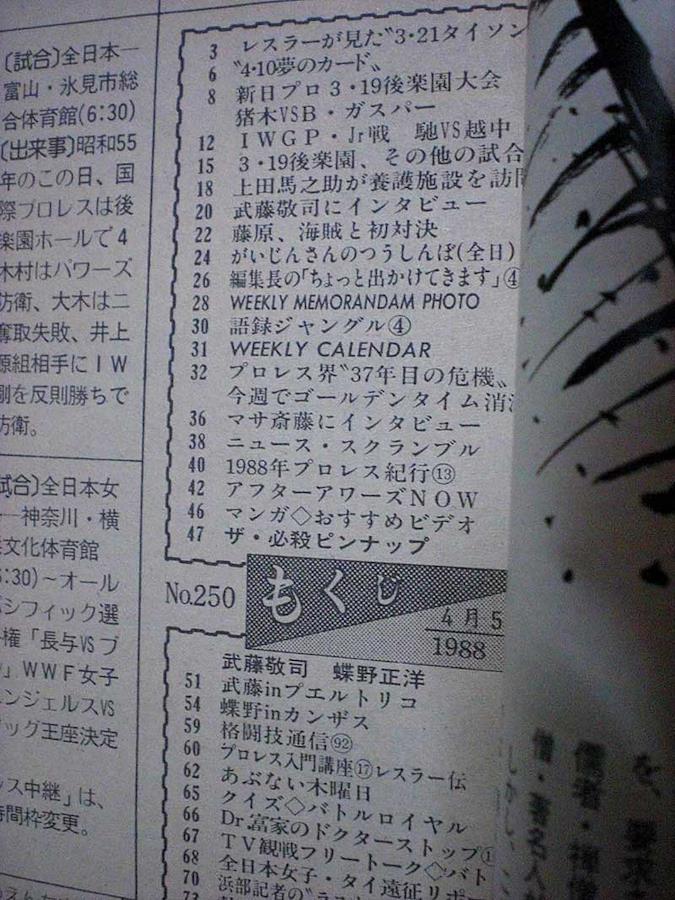 〔試合〕全日本―
富山・氷見市総
合体育館(6:30)
〔出来事〕昭和55
年のこの日、国
際プロレスは後
楽園ホールで4
木村はパワーズ
防衛、大木は二
奪取失敗、井上
源組相手にIW
剛を反則勝ちで
防衛。
試合〕全日本女
―神奈川・横
文化体育館
:30)～オール
シフィック選
権「長与VSブ
」WWF女子
ンジェルスVS
ッグ王座決定
ス中継」は、
時間枠変更。
3 レスラーが見た〝3・21タイソン
6 〝4・10夢のカード〟
8 新日プロ3・19後楽園大会
猪木VSB・ガスパー
12 IWGP・Jr戦 馳VS越中
15 3・19後楽園、その他の試合
18 上田馬之助が養護施設を訪問
20 武藤敬司にインタビュー
22 藤原、海賊と初対決
24 がいじんさんのつうしんぼ(全日)
26 編集長の「ちょっと出かけてきます」④
28 WEEKLY MEMORANDAM PHOTO
30 語録ジャングル④
31 WEEKLY CALENDAR
32 プロレス界〝37年目の危機〟
今週でゴールデンタイム消
36 マサ斎藤にインタビュー
38 ニュース・スクランブル
40 1988年プロレス紀行⑬
42 アフターアワーズNOW
46 マンガ◇おすすめビデオ
47 ザ・必殺ピンナップ
No.250
もくじ
4月5
1988
武藤敬司 蝶野正洋
51 武藤inプエルトリコ
54 蝶野inカンザス
59 格闘技通信㊒
60 プロレス入門講座⑰レスラー伝
62 あぶない木曜日
65 クイズ◇バトルロイヤル
66 Dr.富家のドクターストップ
67 TV観戦フリートーク◇バト
68 全日本女子・タイ遠征リポー
70 浜部記者の〝ラスト
73
を、要求
儒者・禅僧
僧・著名人